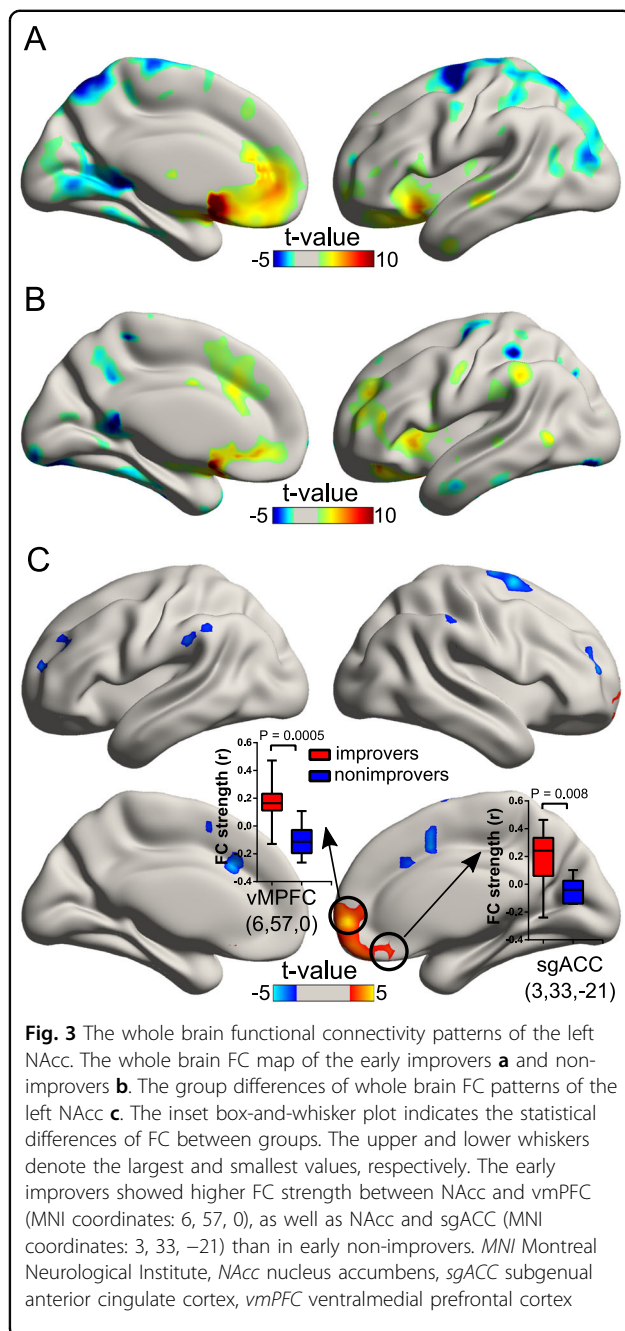 A
t-value
-5 10
B
t-value
-5 10
C
P = 0.0005
improvers
nonimprovers
FC strength (r)
0.6
0.4
0.2
0.0
-0.2
-0.4
vMPFC
(6,57,0)
P = 0.008
FC strength (r)
0.6
0.4
0.2
0.0
-0.2
-0.4
sgACC
(3,33,-21)
t-value
-5 5
Fig. 3 The whole brain functional connectivity patterns of the left
NAcc. The whole brain FC map of the early improvers a and non-
improvers b. The group differences of whole brain FC patterns of the
left NAcc c. The inset box-and-whisker plot indicates the statistical
differences of FC between groups. The upper and lower whiskers
denote the largest and smallest values, respectively. The early
improvers showed higher FC strength between NAcc and vmPFC
(MNI coordinates: 6, 57, 0), as well as NAcc and sgACC (MNI
coordinates: 3, 33, −21) than in early non-improvers. MNI Montreal
Neurological Institute, NAcc nucleus accumbens, sgACC subgenual
anterior cingulate cortex, vmPFC ventralmedial prefrontal cortex